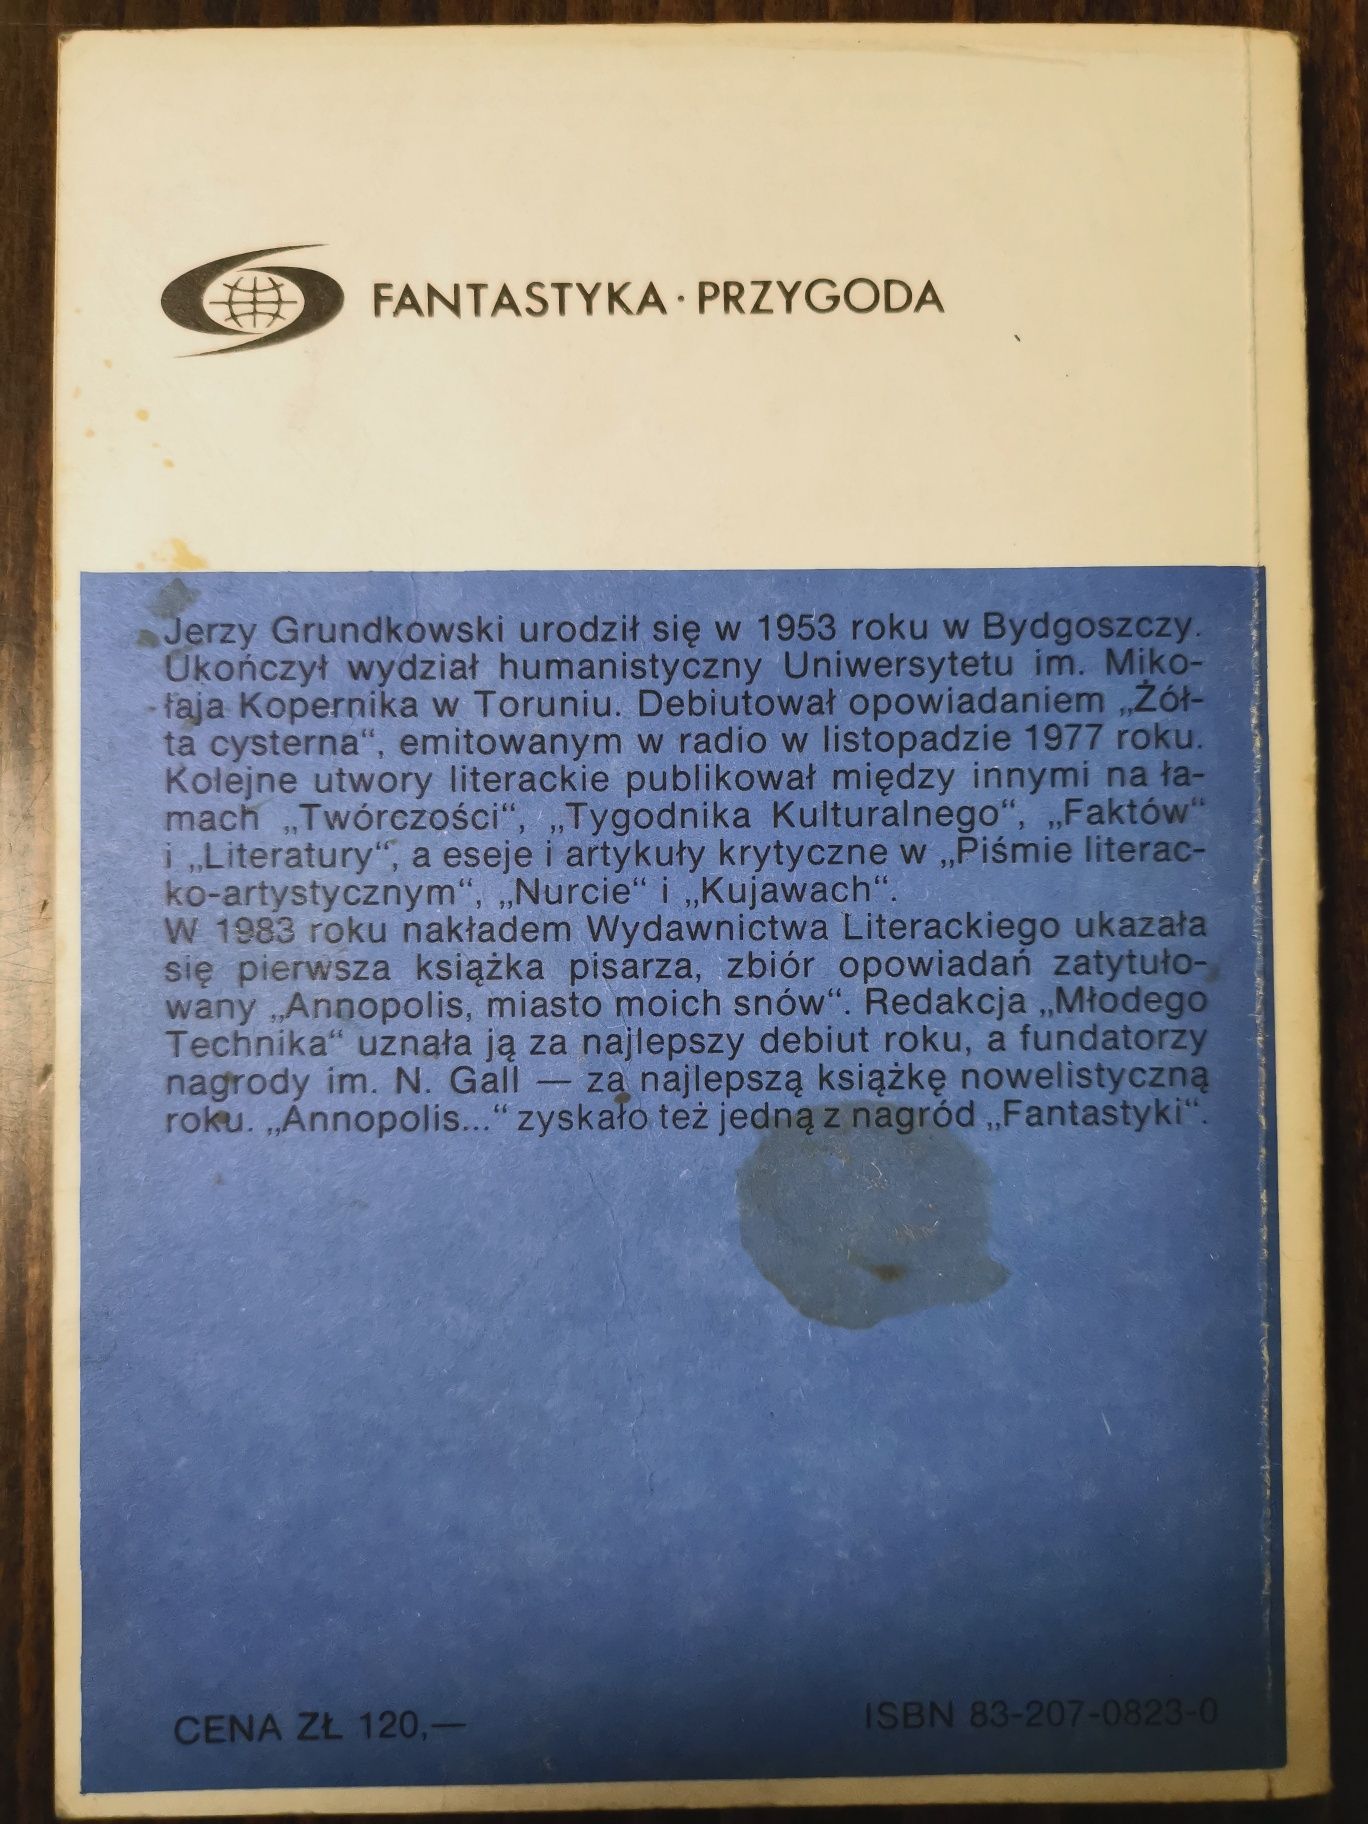 FANTASTYKA · PRZYGODA
Jerzy Grundkowski urodził się w 1953 roku w Bydgoszczy.
Ukończył wydział humanistyczny Uniwersytetu im. Miko-
łaja Kopernika w Toruniu. Debiutował opowiadaniem „Żół-
ta cysterna“, emitowanym w radio w listopadzie 1977 roku.
Kolejne utwory literackie publikował między innymi na ła-
mach „Twórczości“, „Tygodnika Kulturalnego“, „Faktów“
i „Literatury“, a eseje i artykuły krytyczne w „Piśmie literac-
ko-artystycznym“, „Nurcie“ i „Kujawach“.
W 1983 roku nakładem Wydawnictwa Literackiego ukazała
się pierwsza książka pisarza, zbiór opowiadań zatytuło-
wany „Annopolis, miasto moich snów“. Redakcja „Młodego
Technika“ uznała ją za najlepszy debiut roku, a fundatorzy
nagrody im. N. Gall — za najlepszą książkę nowelistyczną
roku. „Annopolis...“ zyskało też jedną z nagród „Fantastyki“.
CENA ZŁ 120,—
ISBN 83-207-0823-0